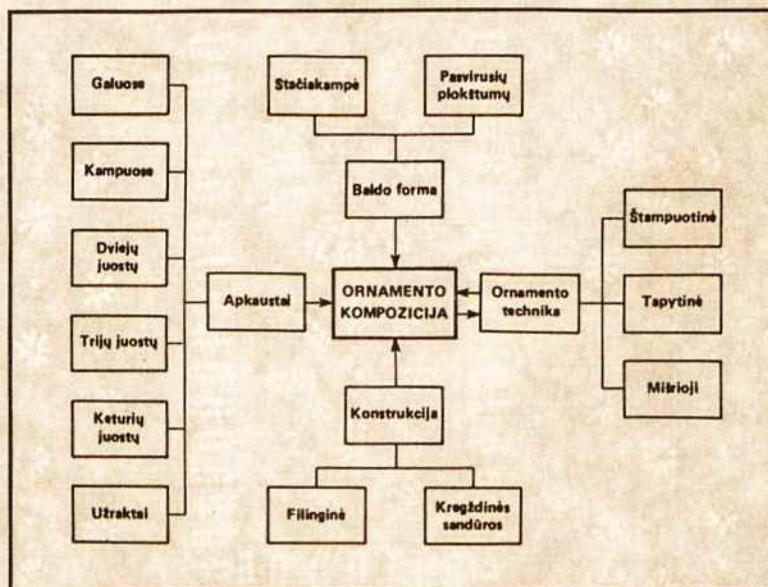 Galuose
Kampuose
Dviejų
juostų
Trijų juostų
Keturių
juostų
Užraktai
Apkaustai
Stačiakampė
Pasvirusių
plokštumų
Baldo forma
ORNAMENTO
KOMPOZICIJA
Konstrukcija
Filinginė
Kregždinės
sandūros
Ornamento
technika
Štampuotinė
Tapytinė
Mišrioji